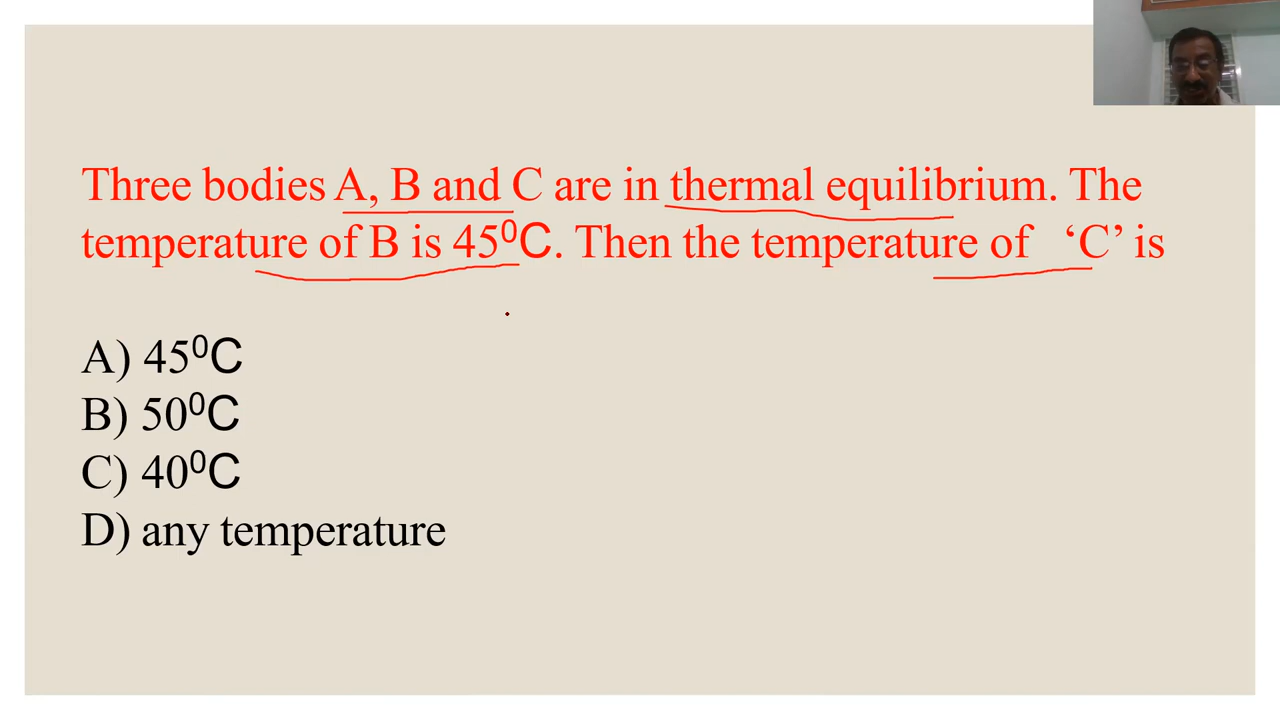 Three bodies A, B and C are in thermal equilibrium. The
temperature of B is 45⁰C. Then the temperature of ‘C’ is
A) 45⁰C
B) 50⁰C
C) 40⁰C
D) any temperature